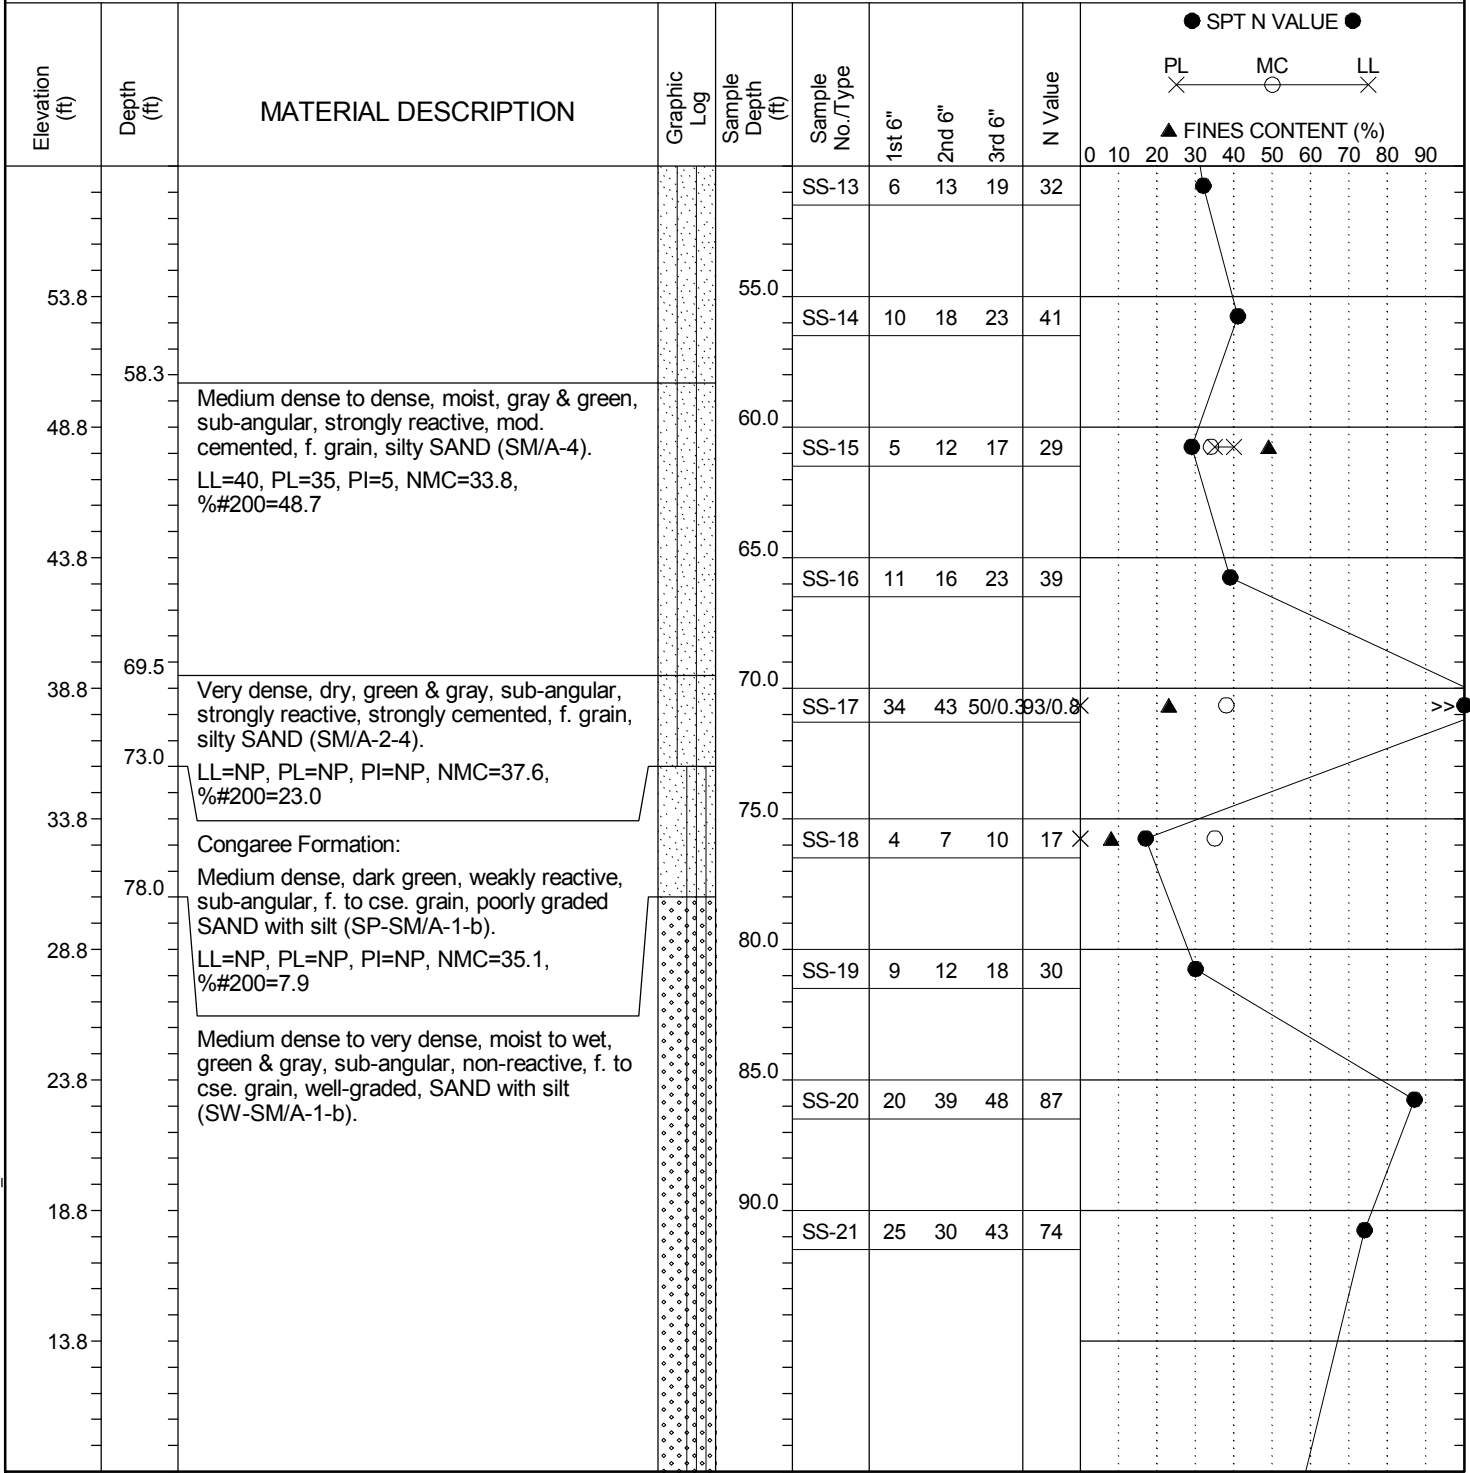 ● SPT N VALUE ●
PL MC LL
▲ FINES CONTENT (%)
Elevation (ft)
Depth (ft)
MATERIAL DESCRIPTION
Graphic Log
Sample Depth (ft)
Sample No./Type
1st 6"
2nd 6"
3rd 6"
N Value
0 10 20 30 40 50 60 70 80 90
SS-13 6 13 19 32
53.8 55.0
SS-14 10 18 23 41
58.3
Medium dense to dense, moist, gray & green,
sub-angular, strongly reactive, mod.
cemented, f. grain, silty SAND (SM/A-4).
LL=40, PL=35, PI=5, NMC=33.8,
%#200=48.7
48.8 60.0
SS-15 5 12 17 29
43.8 65.0
SS-16 11 16 23 39
69.5
Very dense, dry, green & gray, sub-angular,
strongly reactive, strongly cemented, f. grain,
silty SAND (SM/A-2-4).
LL=NP, PL=NP, PI=NP, NMC=37.6,
%#200=23.0
38.8 70.0
SS-17 34 43 50/0.3 93/0.8 >>
73.0
33.8 75.0
Congaree Formation:
Medium dense, dark green, weakly reactive,
sub-angular, f. to cse. grain, poorly graded
SAND with silt (SP-SM/A-1-b).
LL=NP, PL=NP, PI=NP, NMC=35.1,
%#200=7.9
SS-18 4 7 10 17
78.0
28.8 80.0
SS-19 9 12 18 30
Medium dense to very dense, moist to wet,
green & gray, sub-angular, non-reactive, f. to
cse. grain, well-graded, SAND with silt
(SW-SM/A-1-b).
23.8 85.0
SS-20 20 39 48 87
18.8 90.0
SS-21 25 30 43 74
13.8